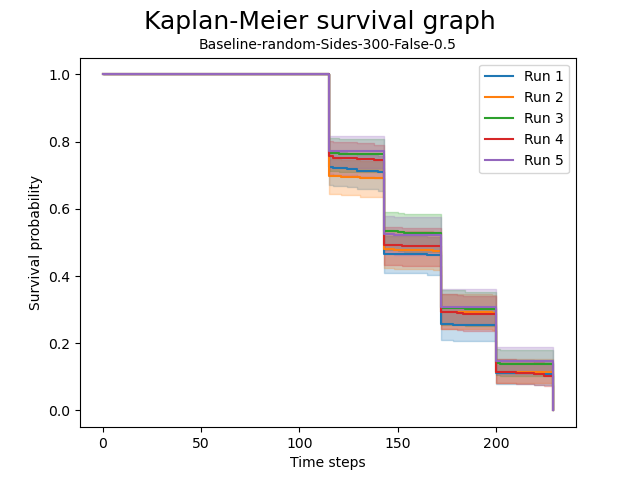 Kaplan-Meier survival graph
Baseline-random-Sides-300-False-0.5
Survival probability
1.0
0.8
0.6
0.4
0.2
0.0
Run 1
Run 2
Run 3
Run 4
Run 5
0
50
100
150
200
Time steps